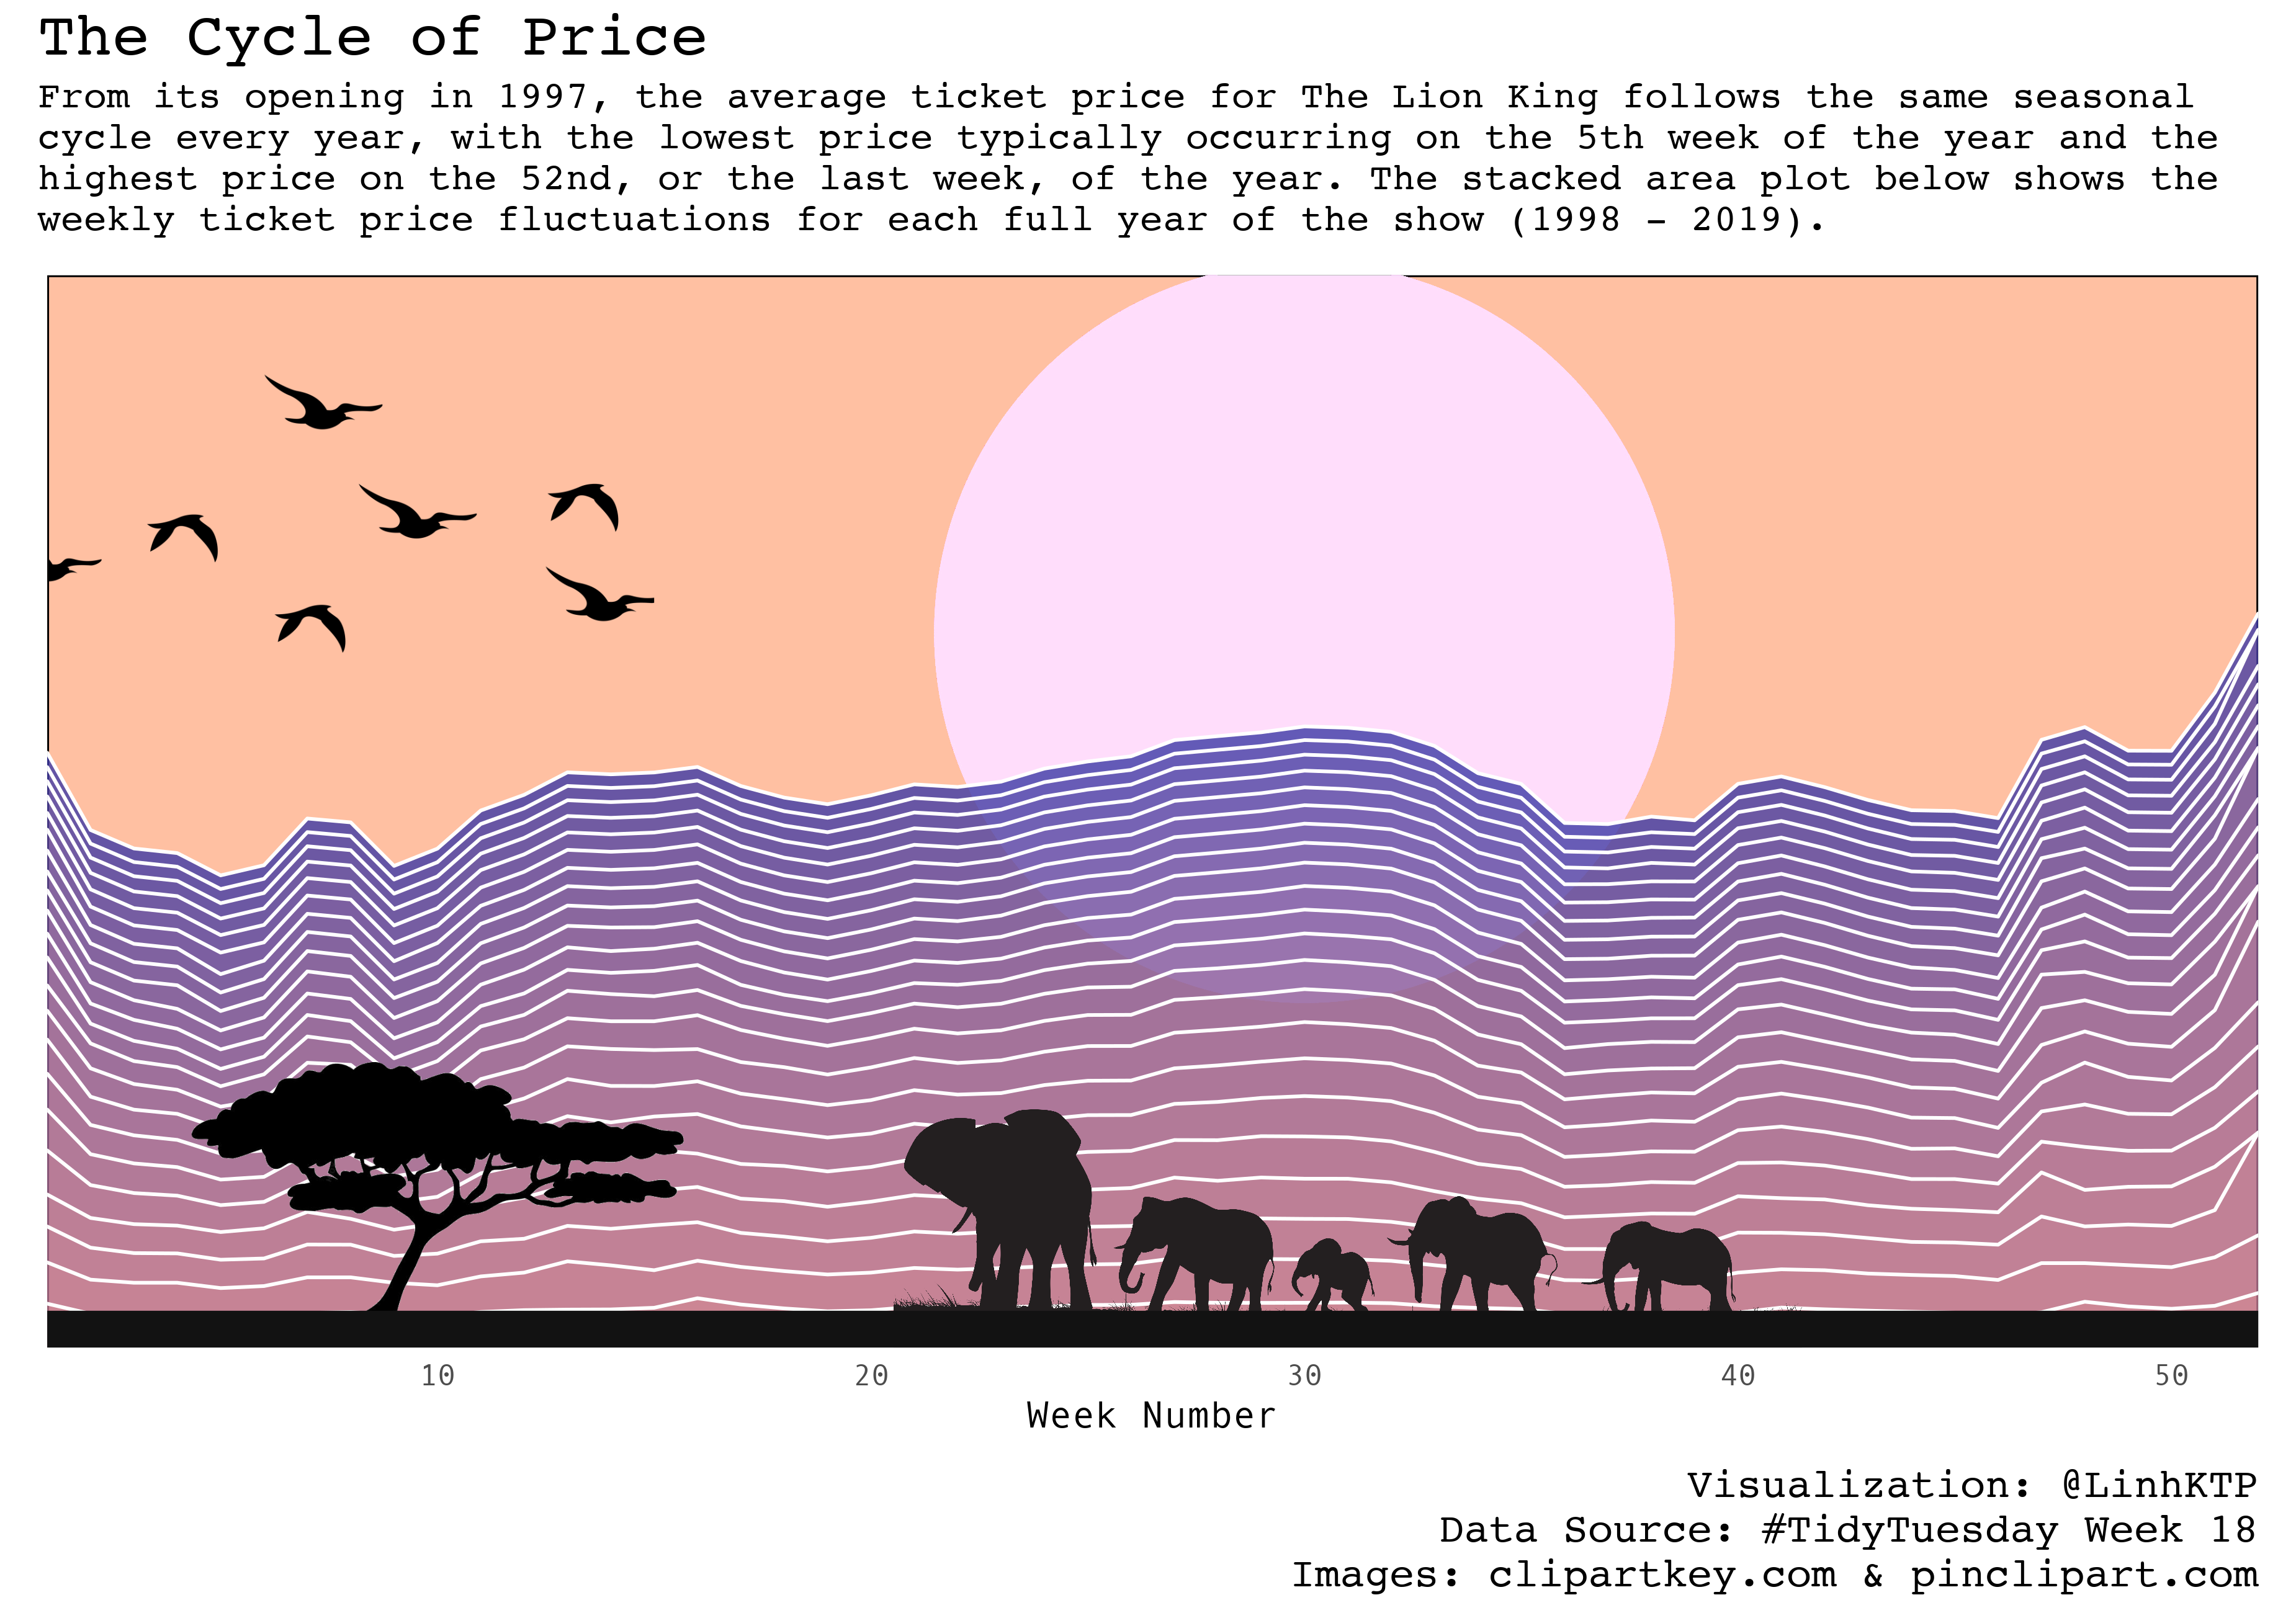 The Cycle of Price
From its opening in 1997, the average ticket price for The Lion King follows the same seasonal
cycle every year, with the lowest price typically occurring on the 5th week of the year and the
highest price on the 52nd, or the last week, of the year. The stacked area plot below shows the
weekly ticket price fluctuations for each full year of the show (1998 - 2019).
10 20 30 40 50
Week Number
Visualization: @LinhKTP
Data Source: #TidyTuesday Week 18
Images: clipartkey.com & pinclipart.com